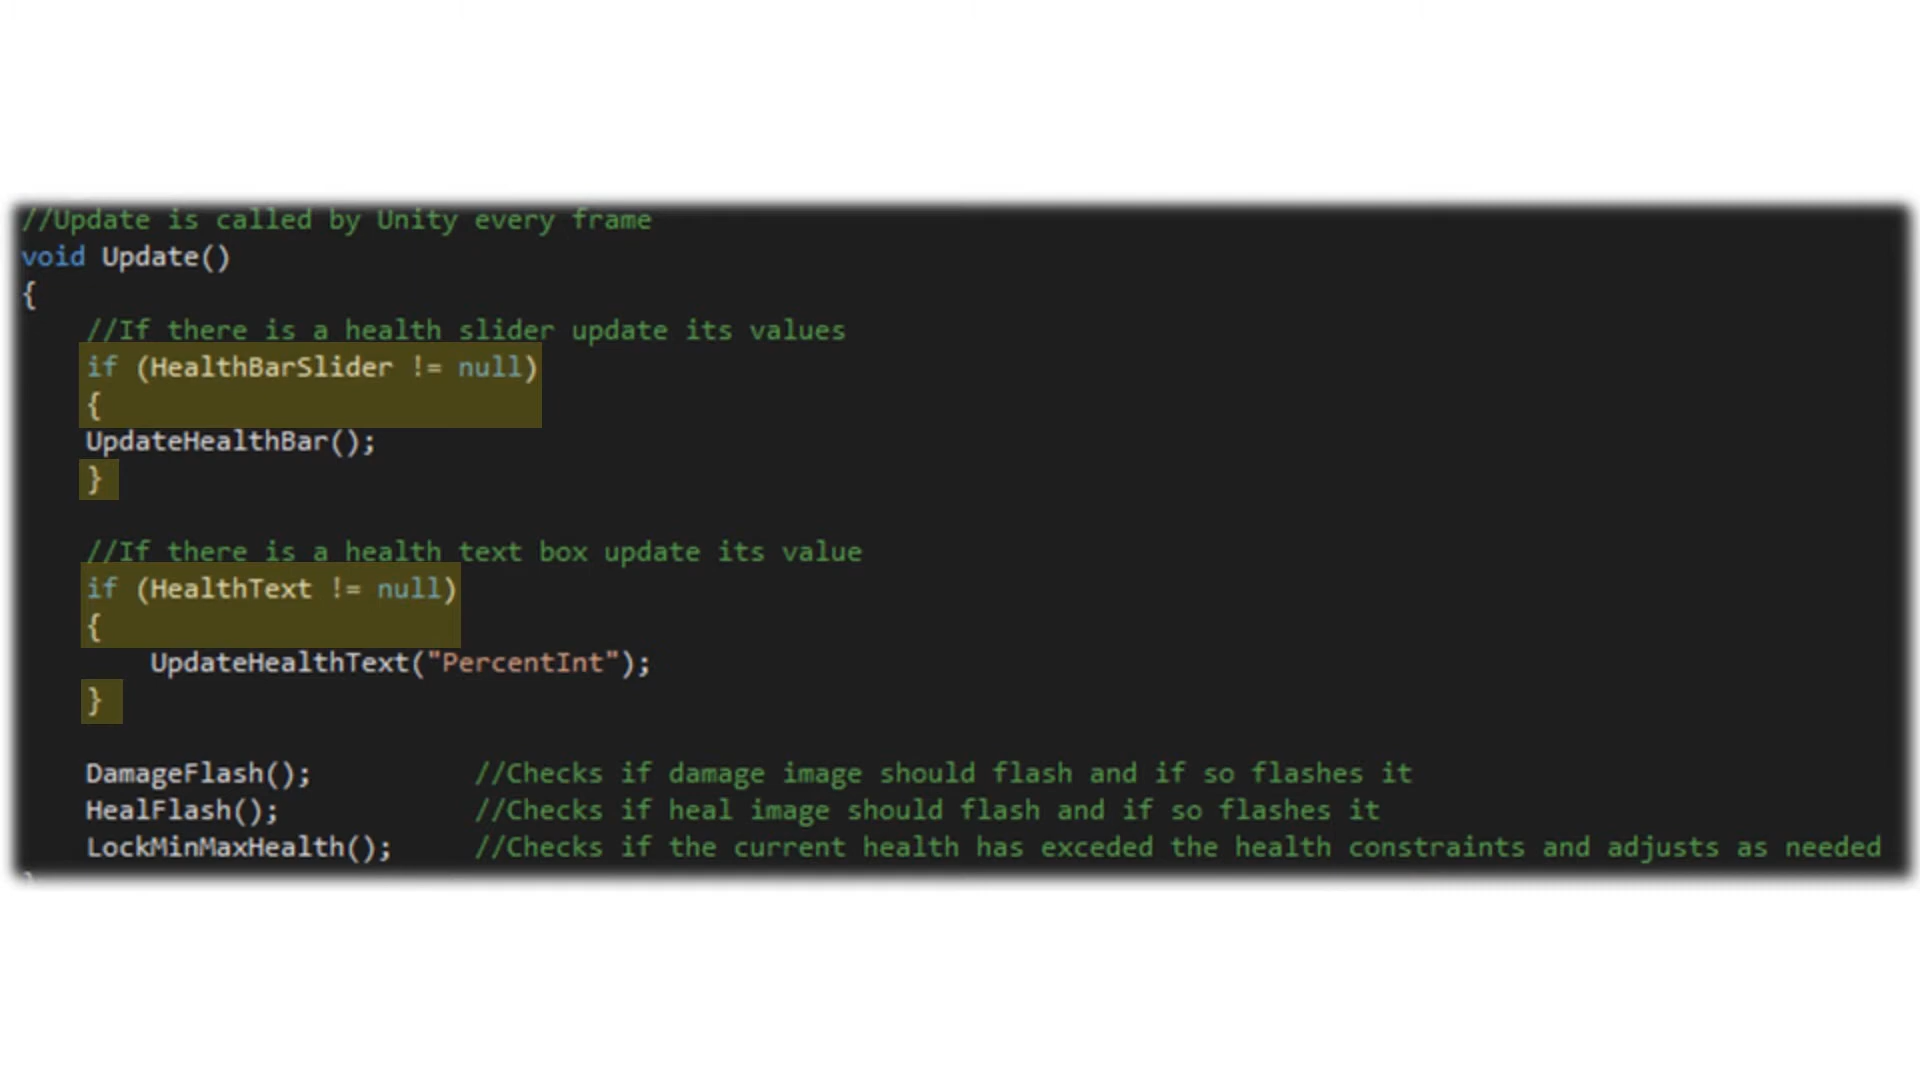 //Update is called by Unity every frame
void Update()
{
//If there is a health slider update its values
if (HealthBarSlider != null)
{
UpdateHealthBar();
}
//If there is a health text box update its value
if (HealthText != null)
{
UpdateHealthText("PercentInt");
}
DamageFlash(); //Checks if damage image should flash and if so flashes it
HealFlash(); //Checks if heal image should flash and if so flashes it
LockMinMaxHealth(); //Checks if the current health has exceded the health constraints and adjusts as needed